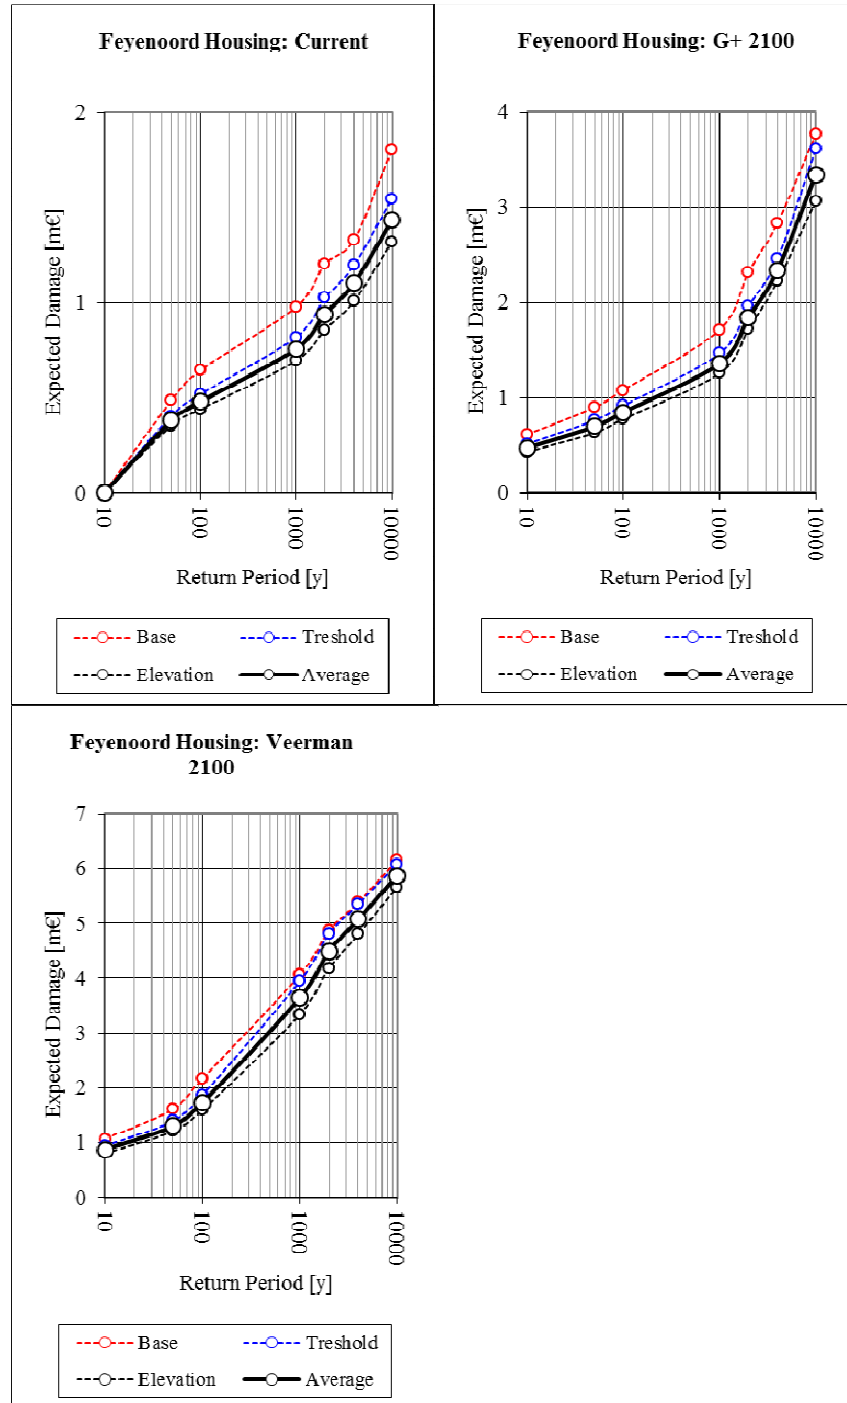 Feyenoord Housing: Current
2
1
0
Expected Damage [m€]
10
100
1000
10000
Return Period [y]
Base
Treshold
Elevation
Average
Feyenoord Housing: G+ 2100
4
3
2
1
0
Expected Damage [m€]
10
100
1000
10000
Return Period [y]
Base
Treshold
Elevation
Average
Feyenoord Housing: Veerman
2100
7
6
5
4
3
2
1
0
Expected Damage [m€]
10
100
1000
10000
Return Period [y]
Base
Treshold
Elevation
Average